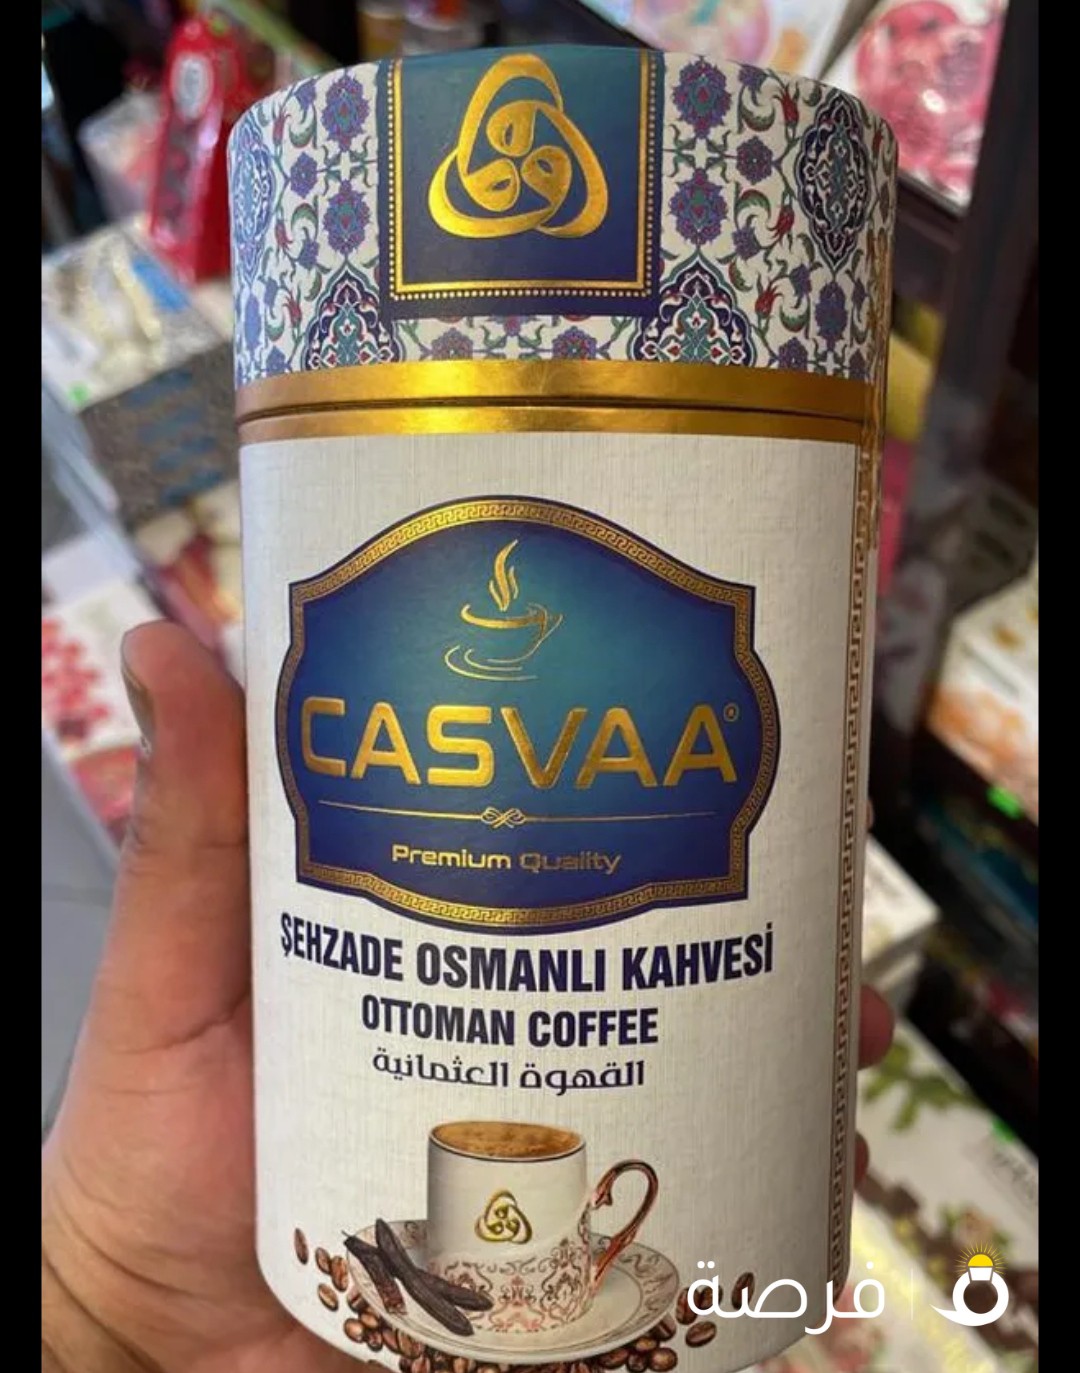 CASVAA®
Premium Quality
ŞEHZADE OSMANLI KAHVESİ
OTTOMAN COFFEE
القهوة العثمانية
فرصة